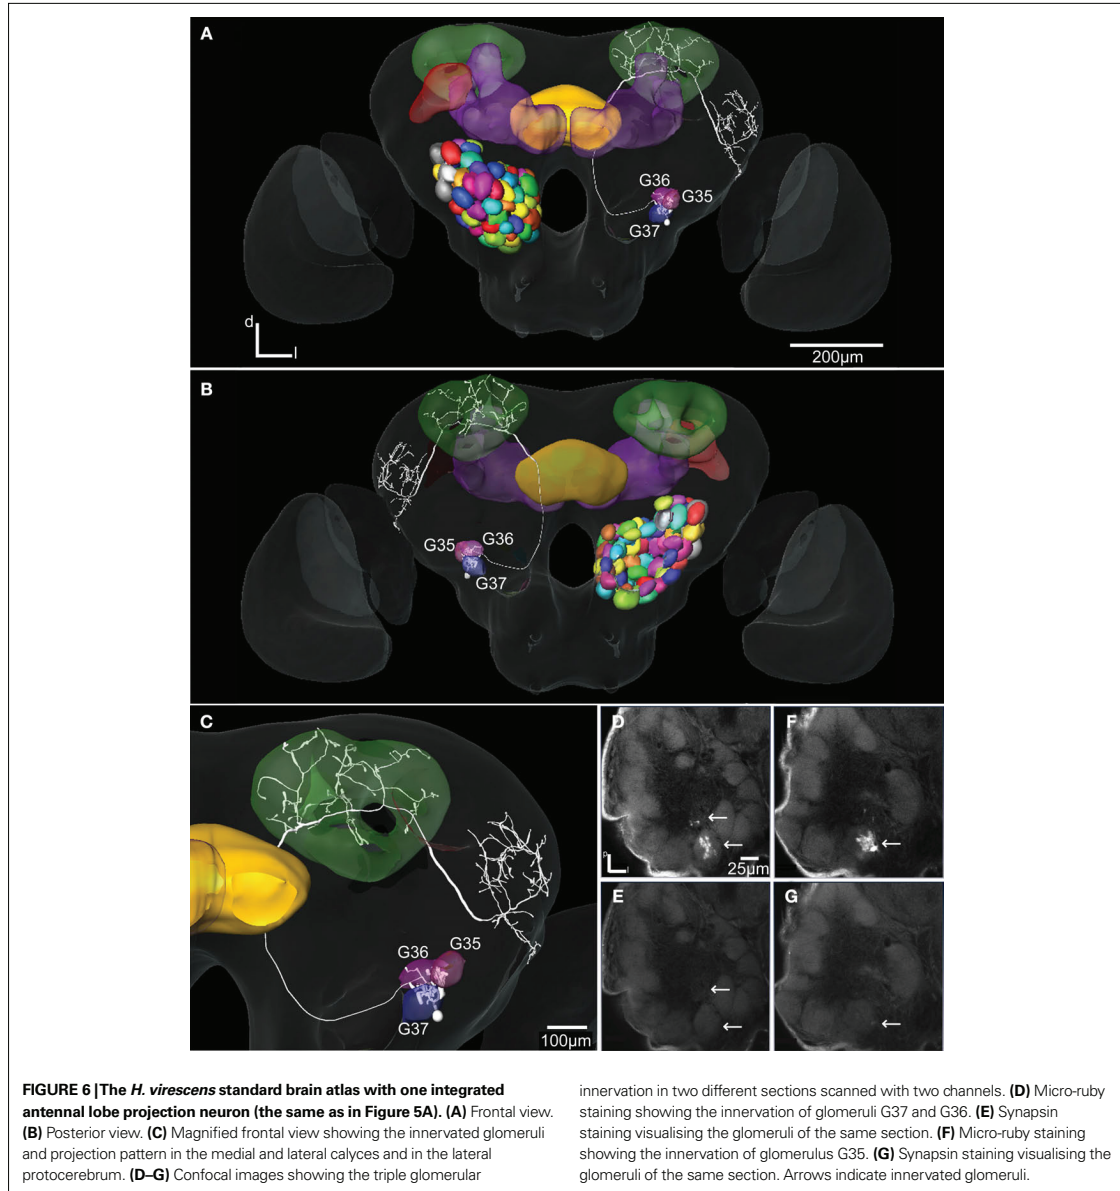 A
G36
G35
G37
d
l
200µm
B
G35
G36
G37
C
G36
G35
G37
100µm
D
p
l
25µm
F
E
G
FIGURE 6 | The H. virescens standard brain atlas with one integrated
antennal lobe projection neuron (the same as in Figure 5A). (A) Frontal view.
(B) Posterior view. (C) Magnified frontal view showing the innervated glomeruli
and projection pattern in the medial and lateral calyces and in the lateral
protocerebrum. (D–G) Confocal images showing the triple glomerular
innervation in two different sections scanned with two channels. (D) Micro-ruby
staining showing the innervation of glomeruli G37 and G36. (E) Synapsin
staining visualising the glomeruli of the same section. (F) Micro-ruby staining
showing the innervation of glomerulus G35. (G) Synapsin staining visualising the
glomeruli of the same section. Arrows indicate innervated glomeruli.